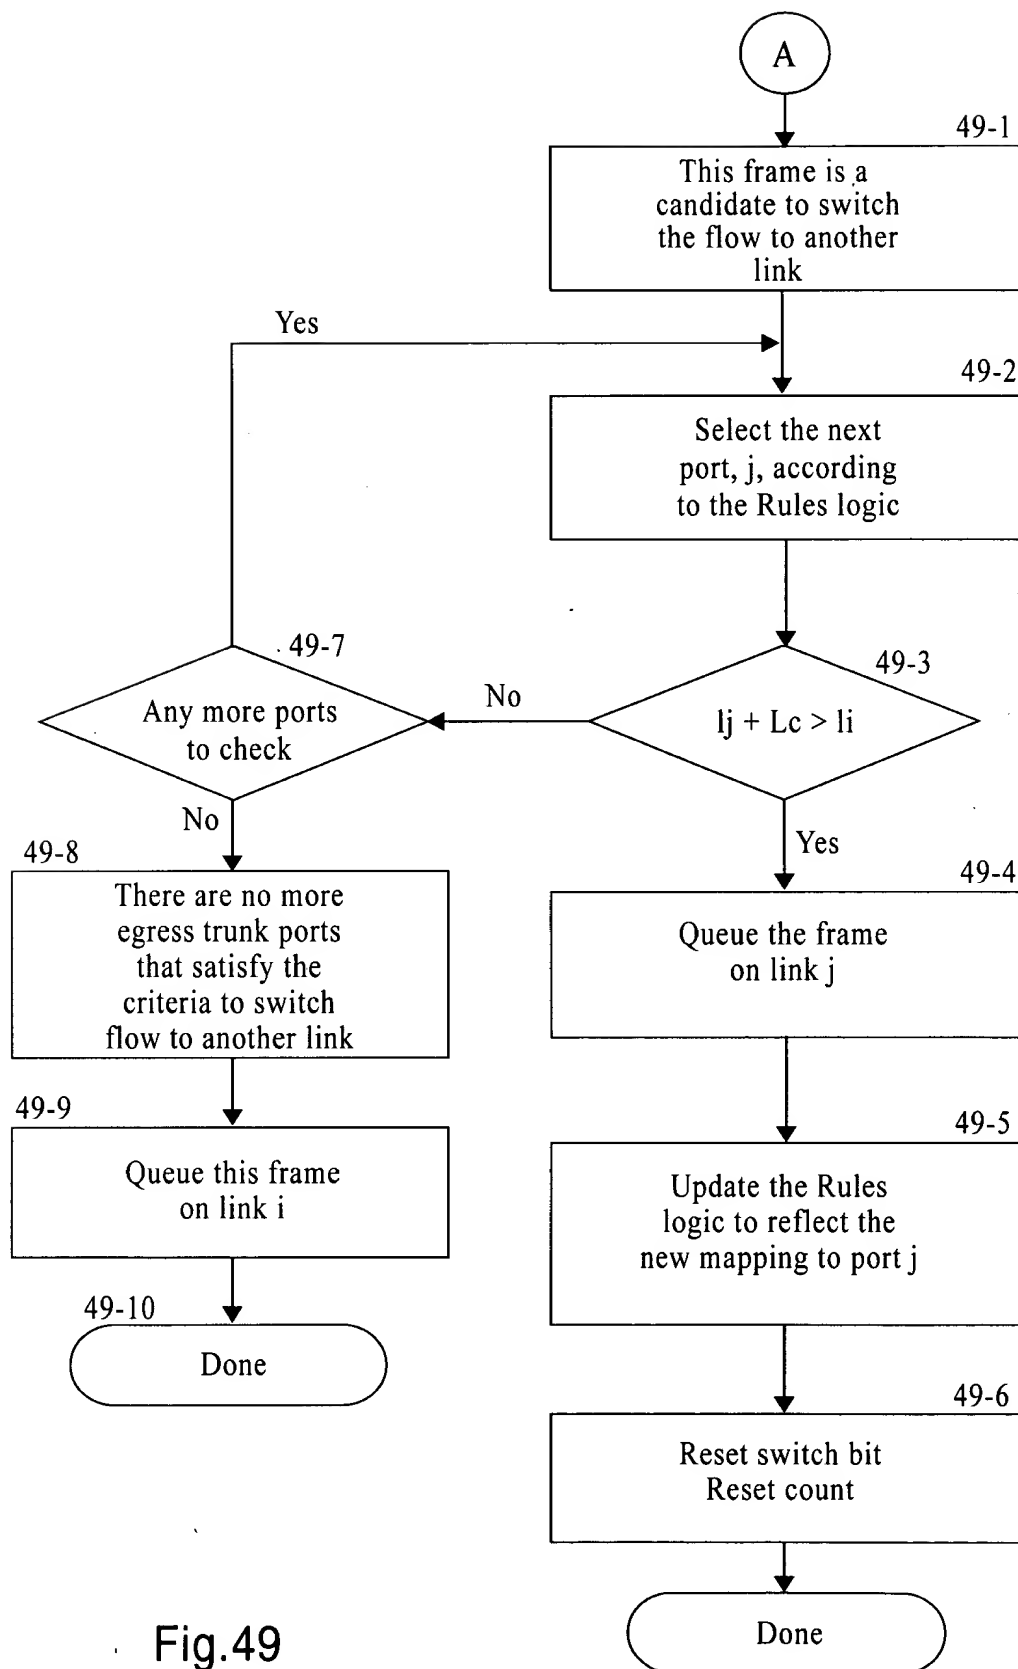 A
49-1
This frame is a
candidate to switch
the flow to another
link
Yes
49-2
Select the next
port, j, according
to the Rules logic
49-7
Any more ports
to check
No
49-3
lj + Lc > li
No
Yes
49-8
There are no more
egress trunk ports
that satisfy the
criteria to switch
flow to another link
49-4
Queue the frame
on link j
49-9
Queue this frame
on link i
49-5
Update the Rules
logic to reflect the
new mapping to port j
49-10
Done
49-6
Reset switch bit
Reset count
Done
Fig.49